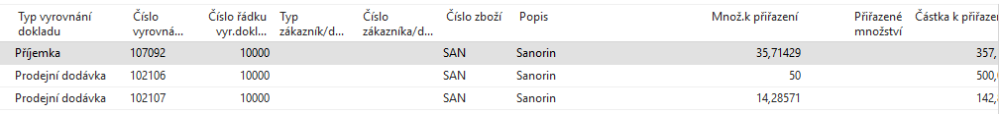 Typ vyrovnání dokladu Číslo vyrovná... Číslo řádku vyr.dokl... Typ zákazník/d... Číslo zákazníka/d... Číslo zboží Popis Množ.k přiřazení Přiřazené množství Částka k přiřaze
Příjemka 107092 10000 SAN Sanorin 35,71429 357,
Prodejní dodávka 102106 10000 SAN Sanorin 50 500,
Prodejní dodávka 102107 10000 SAN Sanorin 14,28571 142,